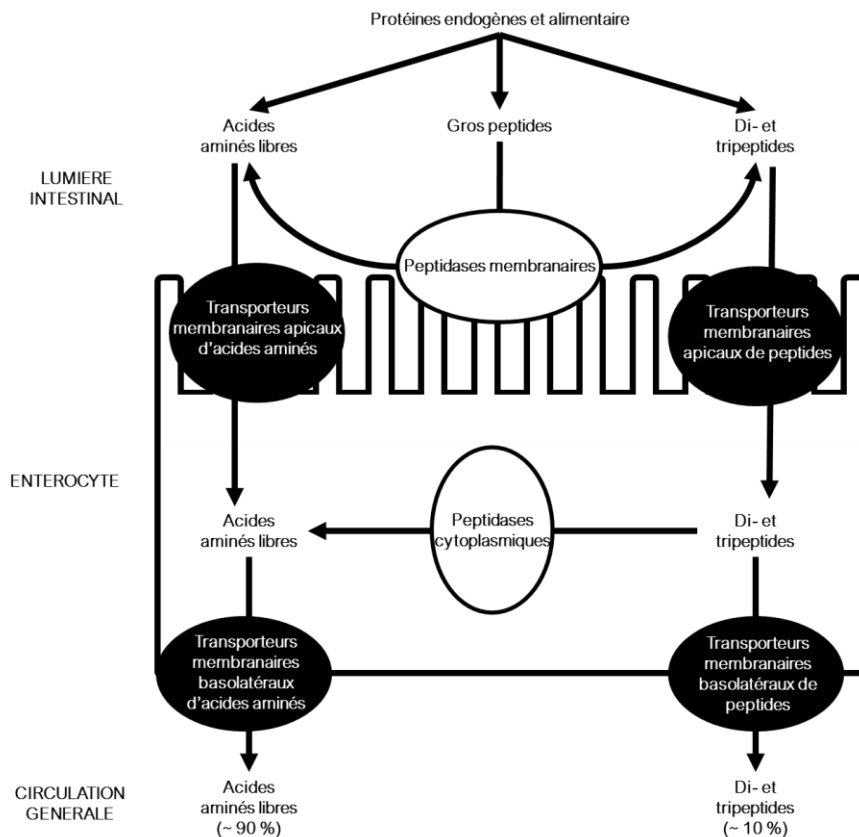 Protéines endogènes et alimentaire
Acides
aminés libres
Gros peptides
Di- et
tripeptides
LUMIERE
INTESTINAL
Peptidases membranaires
Transporteurs
membranaires apicaux
d'acides aminés
Transporteurs
membranaires
apicaux de peptides
ENTEROCYTE
Acides
aminés libres
Peptidases
cytoplasmiques
Di- et
tripeptides
Transporteurs
membranaires
basolatéraux
d'acides aminés
Transporteurs
membranaires
basolatéraux de
peptides
CIRCULATION
GENERALE
Acides
aminés libres
(~ 90 %)
Di- et
tripeptides
(~ 10 %)